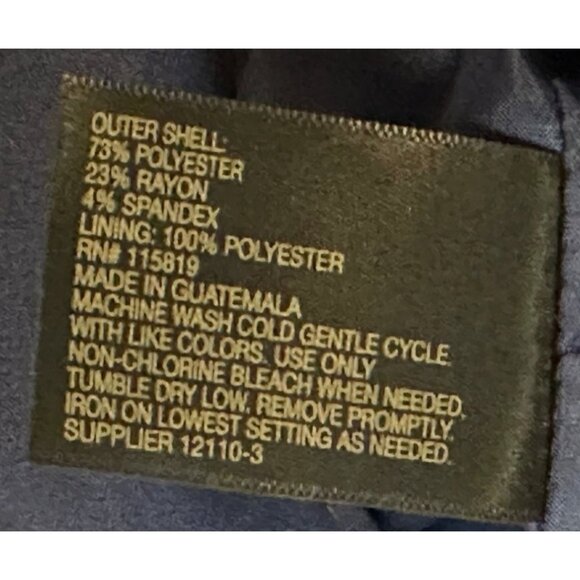 OUTER SHELL:
73% POLYESTER
23% RAYON
4% SPANDEX
LINING: 100% POLYESTER
RN# 115819
MADE IN GUATEMALA
MACHINE WASH COLD GENTLE CYCLE
WITH LIKE COLORS. USE ONLY
NON-CHLORINE BLEACH WHEN NEEDED.
TUMBLE DRY LOW. REMOVE PROMPTLY.
IRON ON LOWEST SETTING AS NEEDED.
SUPPLIER 12110-3